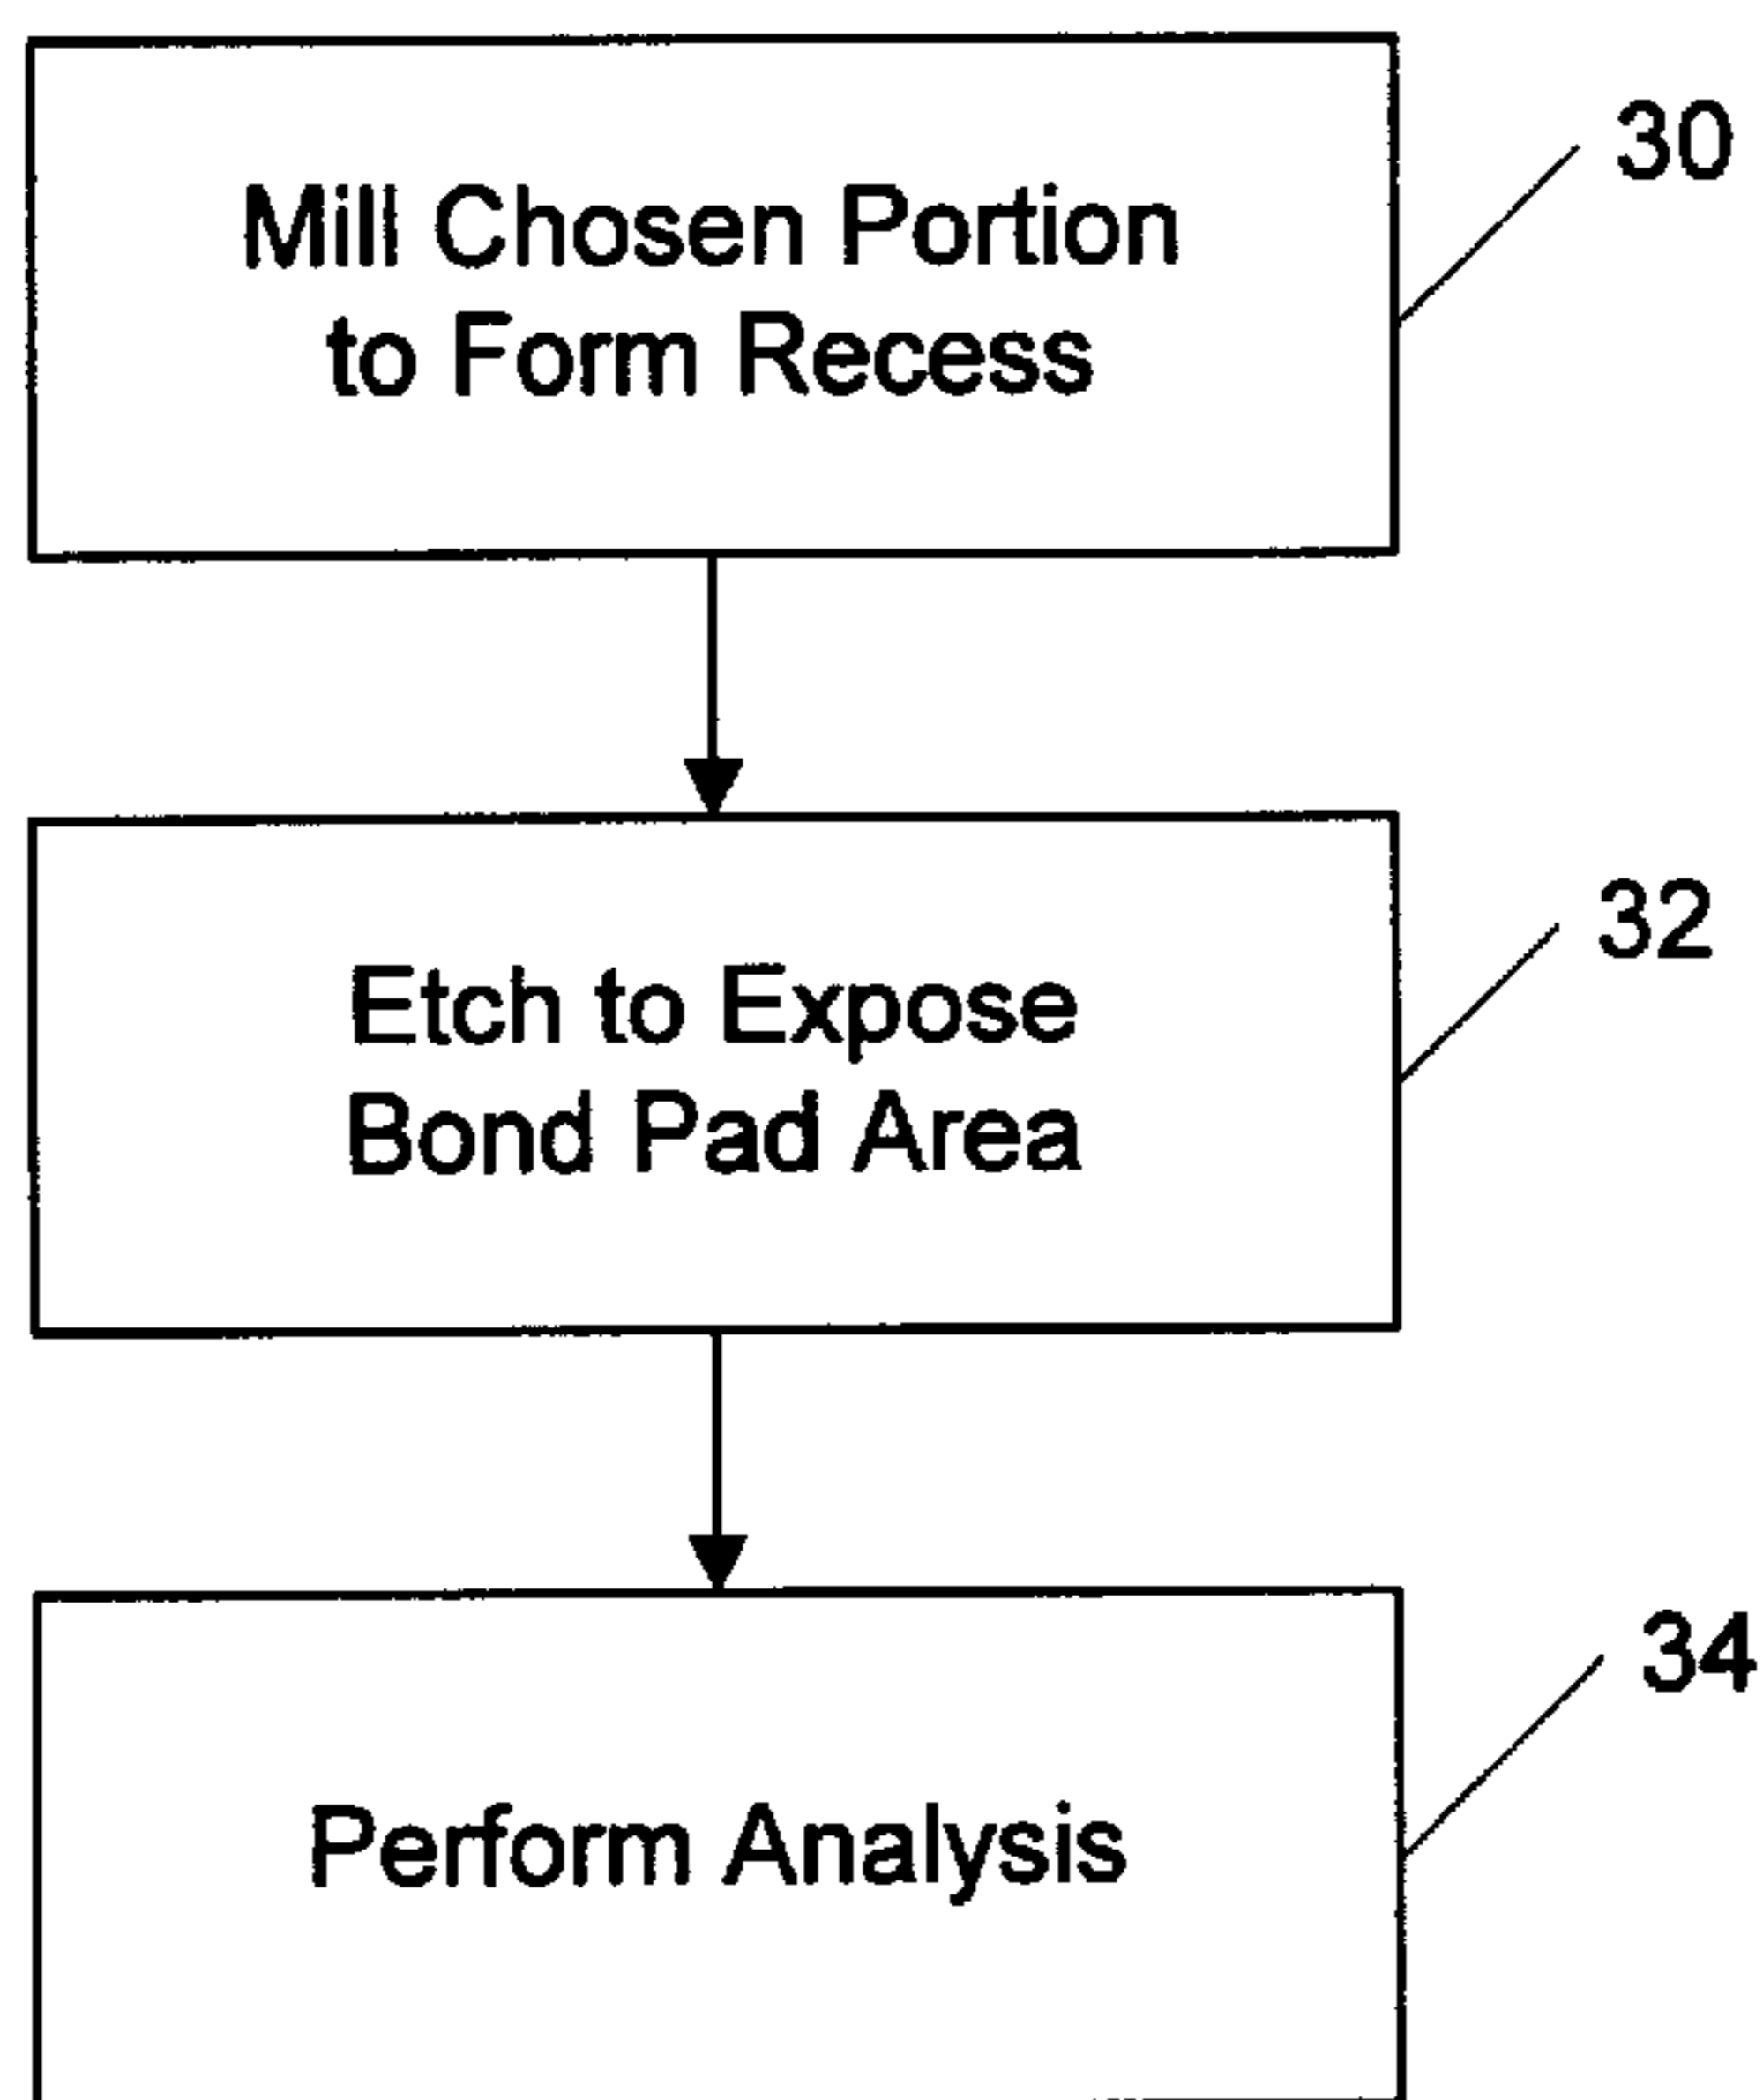 30
Mill Chosen Portion
to Form Recess
32
Etch to Expose
Bond Pad Area
34
Perform Analysis